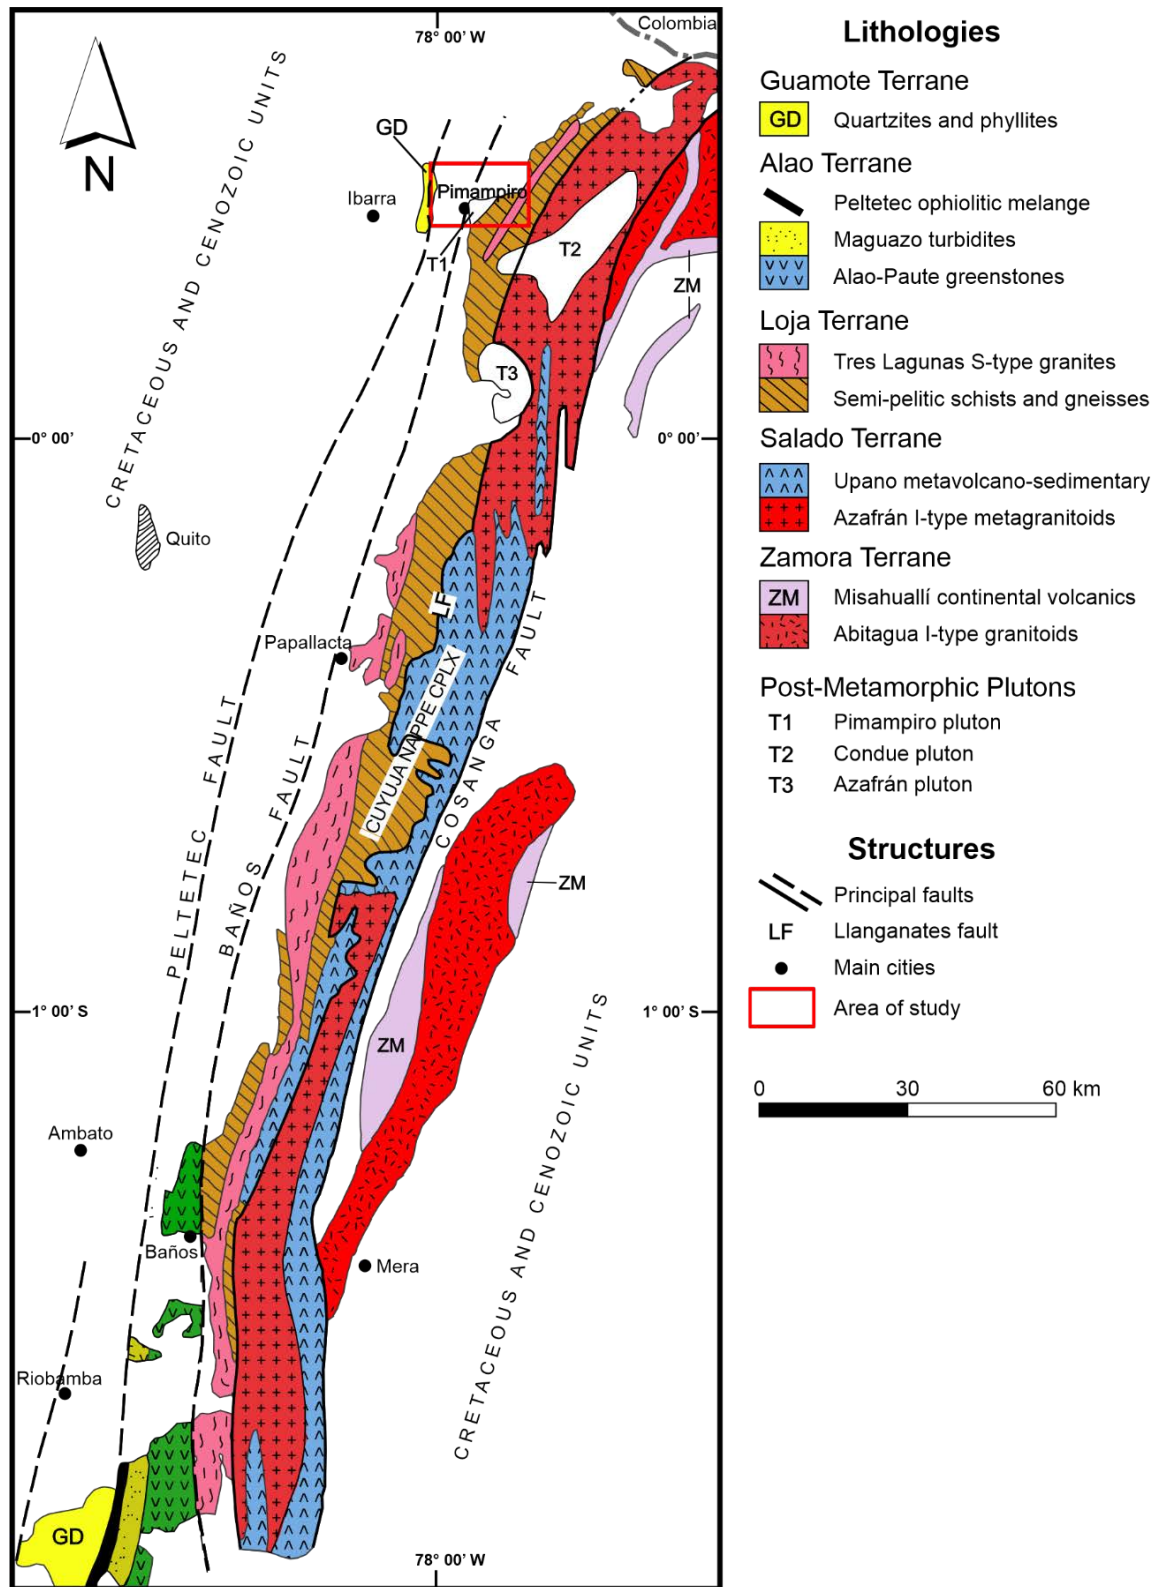 78° 00' W
Colombia
N
CRETACEOUS AND CENOZOIC UNITS
GD
Ibarra
Pimampiro
T1
T2
ZM
T3
0° 00'
0° 00'
Quito
LF
Papallacta
CUYUJA NAPPE CPLX
COSANGA FAULT
PELTETEC FAULT
BAÑOS FAULT
ZM
1° 00' S
1° 00' S
ZM
CRETACEOUS AND CENOZOIC UNITS
Ambato
Baños
Mera
Riobamba
GD
78° 00' W
Lithologies
Guamote Terrane
GD Quartzites and phyllites
Alao Terrane
Peltetec ophiolitic melange
Maguazo turbidites
Alao-Paute greenstones
Loja Terrane
Tres Lagunas S-type granites
Semi-pelitic schists and gneisses
Salado Terrane
Upano metavolcano-sedimentary
Azafrán I-type metagranitoids
Zamora Terrane
ZM Misahuallí continental volcanics
Abitagua I-type granitoids
Post-Metamorphic Plutons
T1 Pimampiro pluton
T2 Condue pluton
T3 Azafrán pluton
Structures
Principal faults
LF Llanganates fault
Main cities
Area of study
0 30 60 km